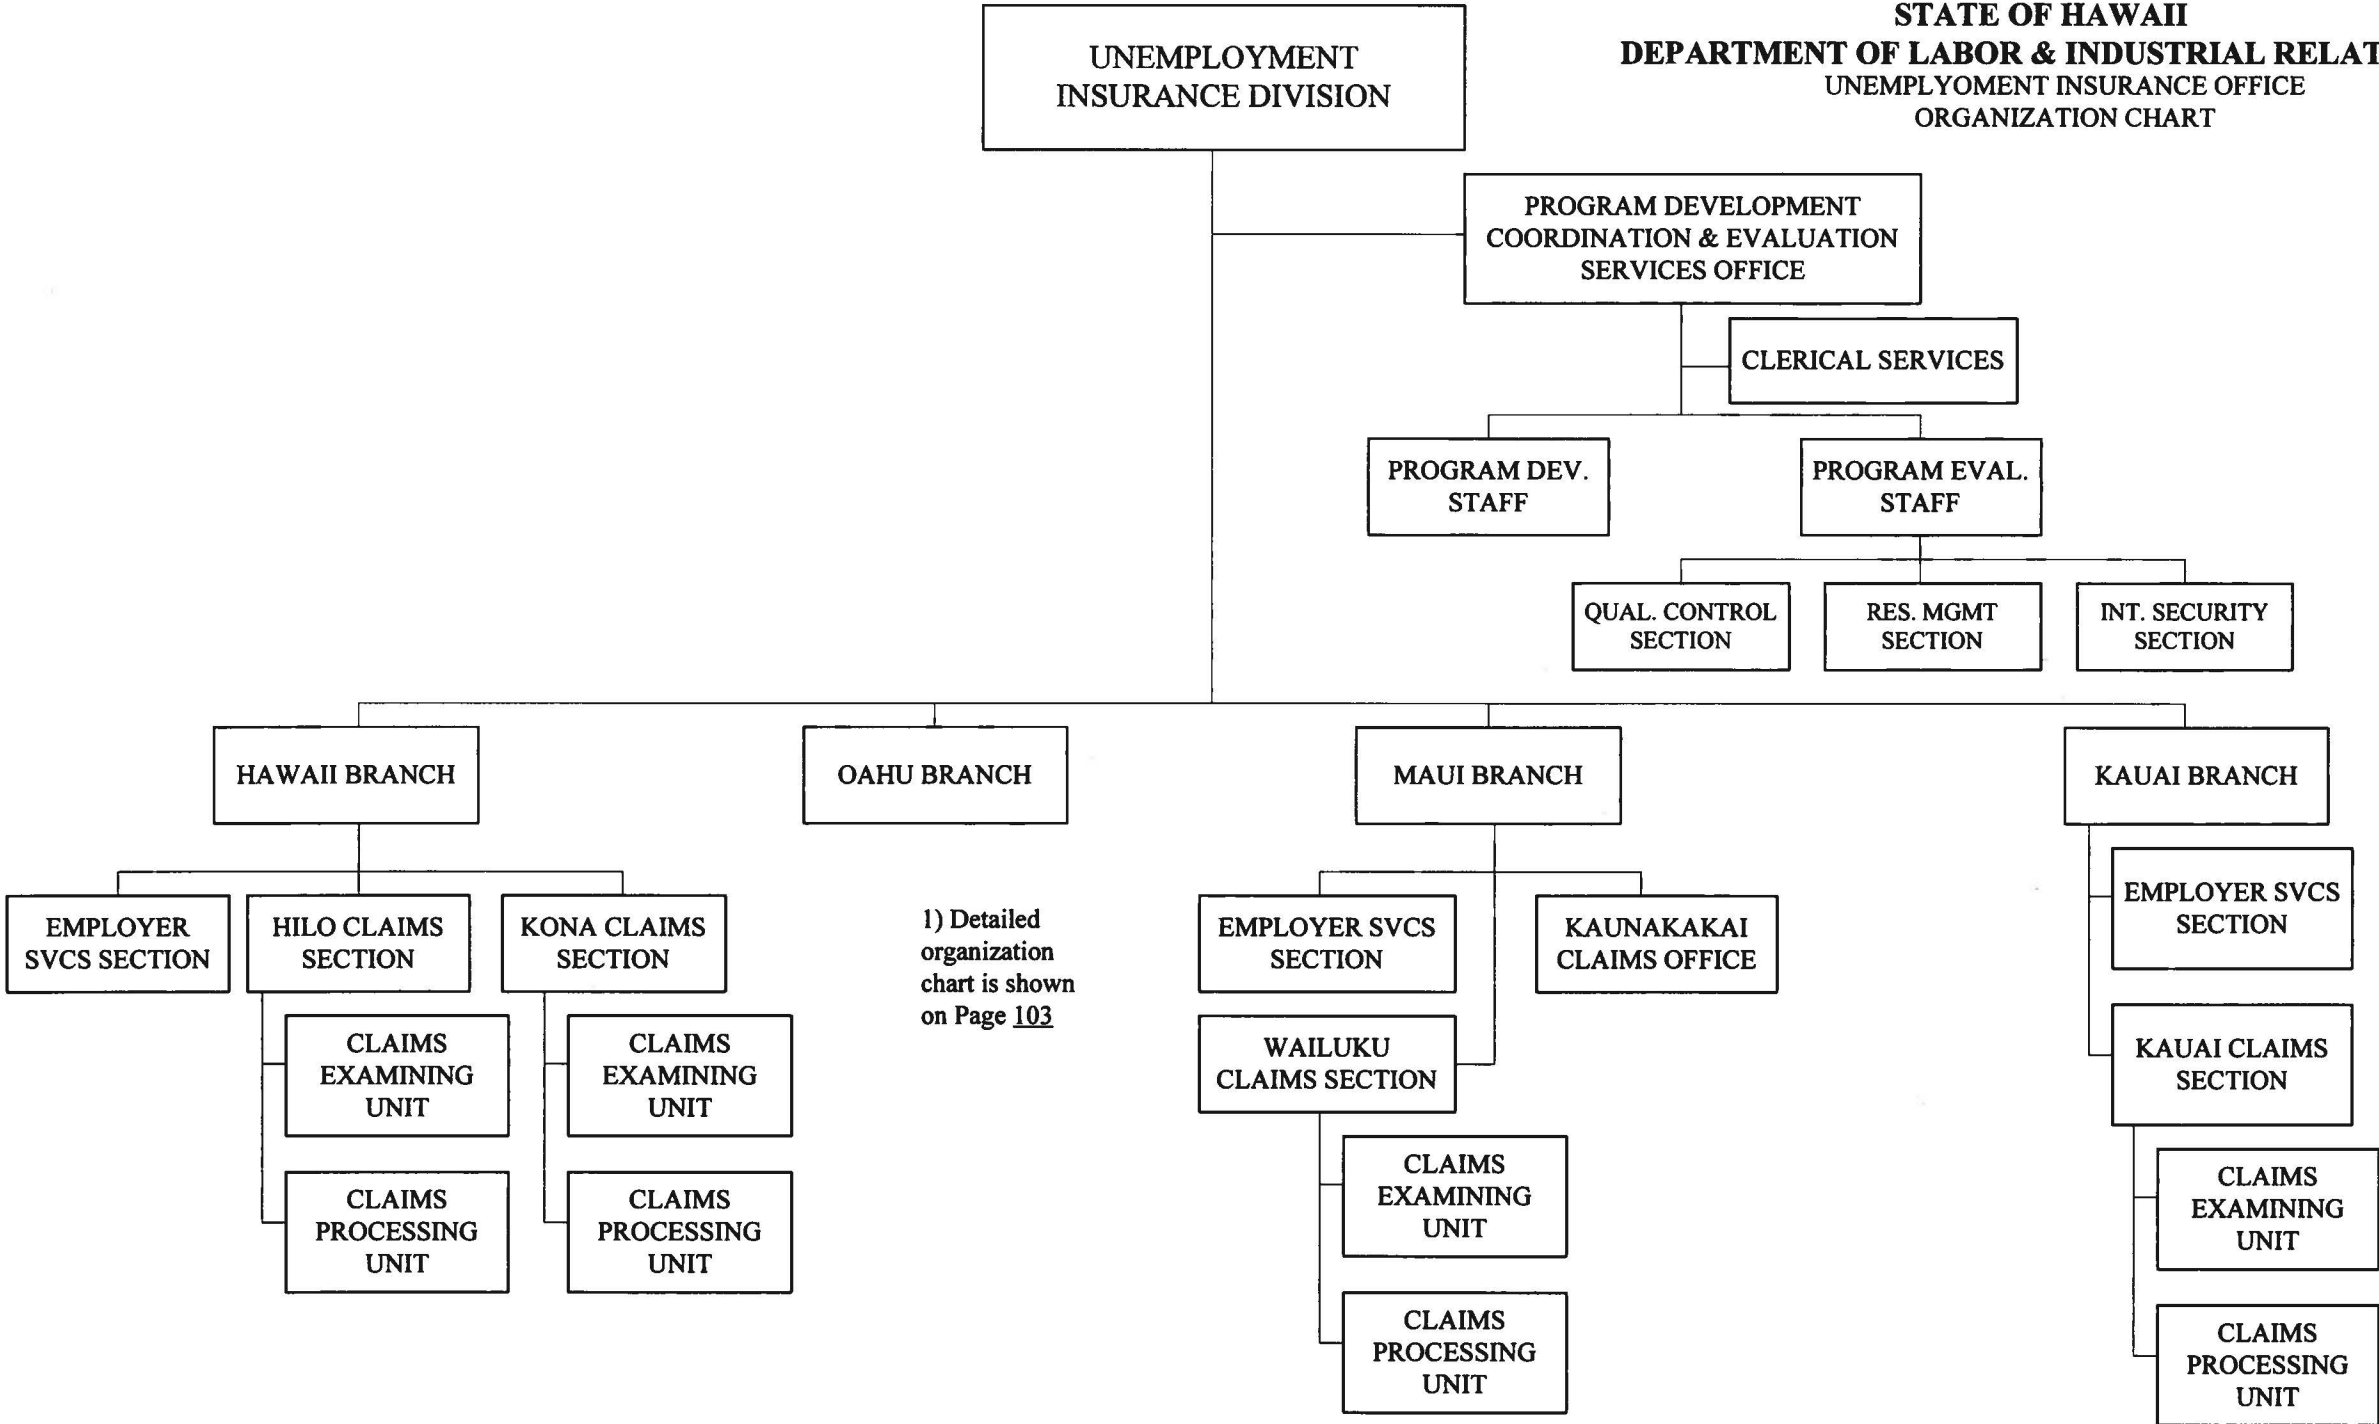 STATE OF HAWAII
DEPARTMENT OF LABOR & INDUSTRIAL RELAT
UNEMPLYOMENT INSURANCE OFFICE
ORGANIZATION CHART
UNEMPLOYMENT
INSURANCE DIVISION
PROGRAM DEVELOPMENT
COORDINATION & EVALUATION
SERVICES OFFICE
CLERICAL SERVICES
PROGRAM DEV.
STAFF
PROGRAM EVAL.
STAFF
QUAL. CONTROL
SECTION
RES. MGMT
SECTION
INT. SECURITY
SECTION
HAWAII BRANCH
OAHU BRANCH
MAUI BRANCH
KAUAI BRANCH
EMPLOYER
SVCS SECTION
HILO CLAIMS
SECTION
KONA CLAIMS
SECTION
CLAIMS
EXAMINING
UNIT
CLAIMS
PROCESSING
UNIT
CLAIMS
EXAMINING
UNIT
CLAIMS
PROCESSING
UNIT
1) Detailed
organization
chart is shown
on Page 103
EMPLOYER SVCS
SECTION
KAUNAKAKAI
CLAIMS OFFICE
WAILUKU
CLAIMS SECTION
CLAIMS
EXAMINING
UNIT
CLAIMS
PROCESSING
UNIT
EMPLOYER SVCS
SECTION
KAUAI CLAIMS
SECTION
CLAIMS
EXAMINING
UNIT
CLAIMS
PROCESSING
UNIT